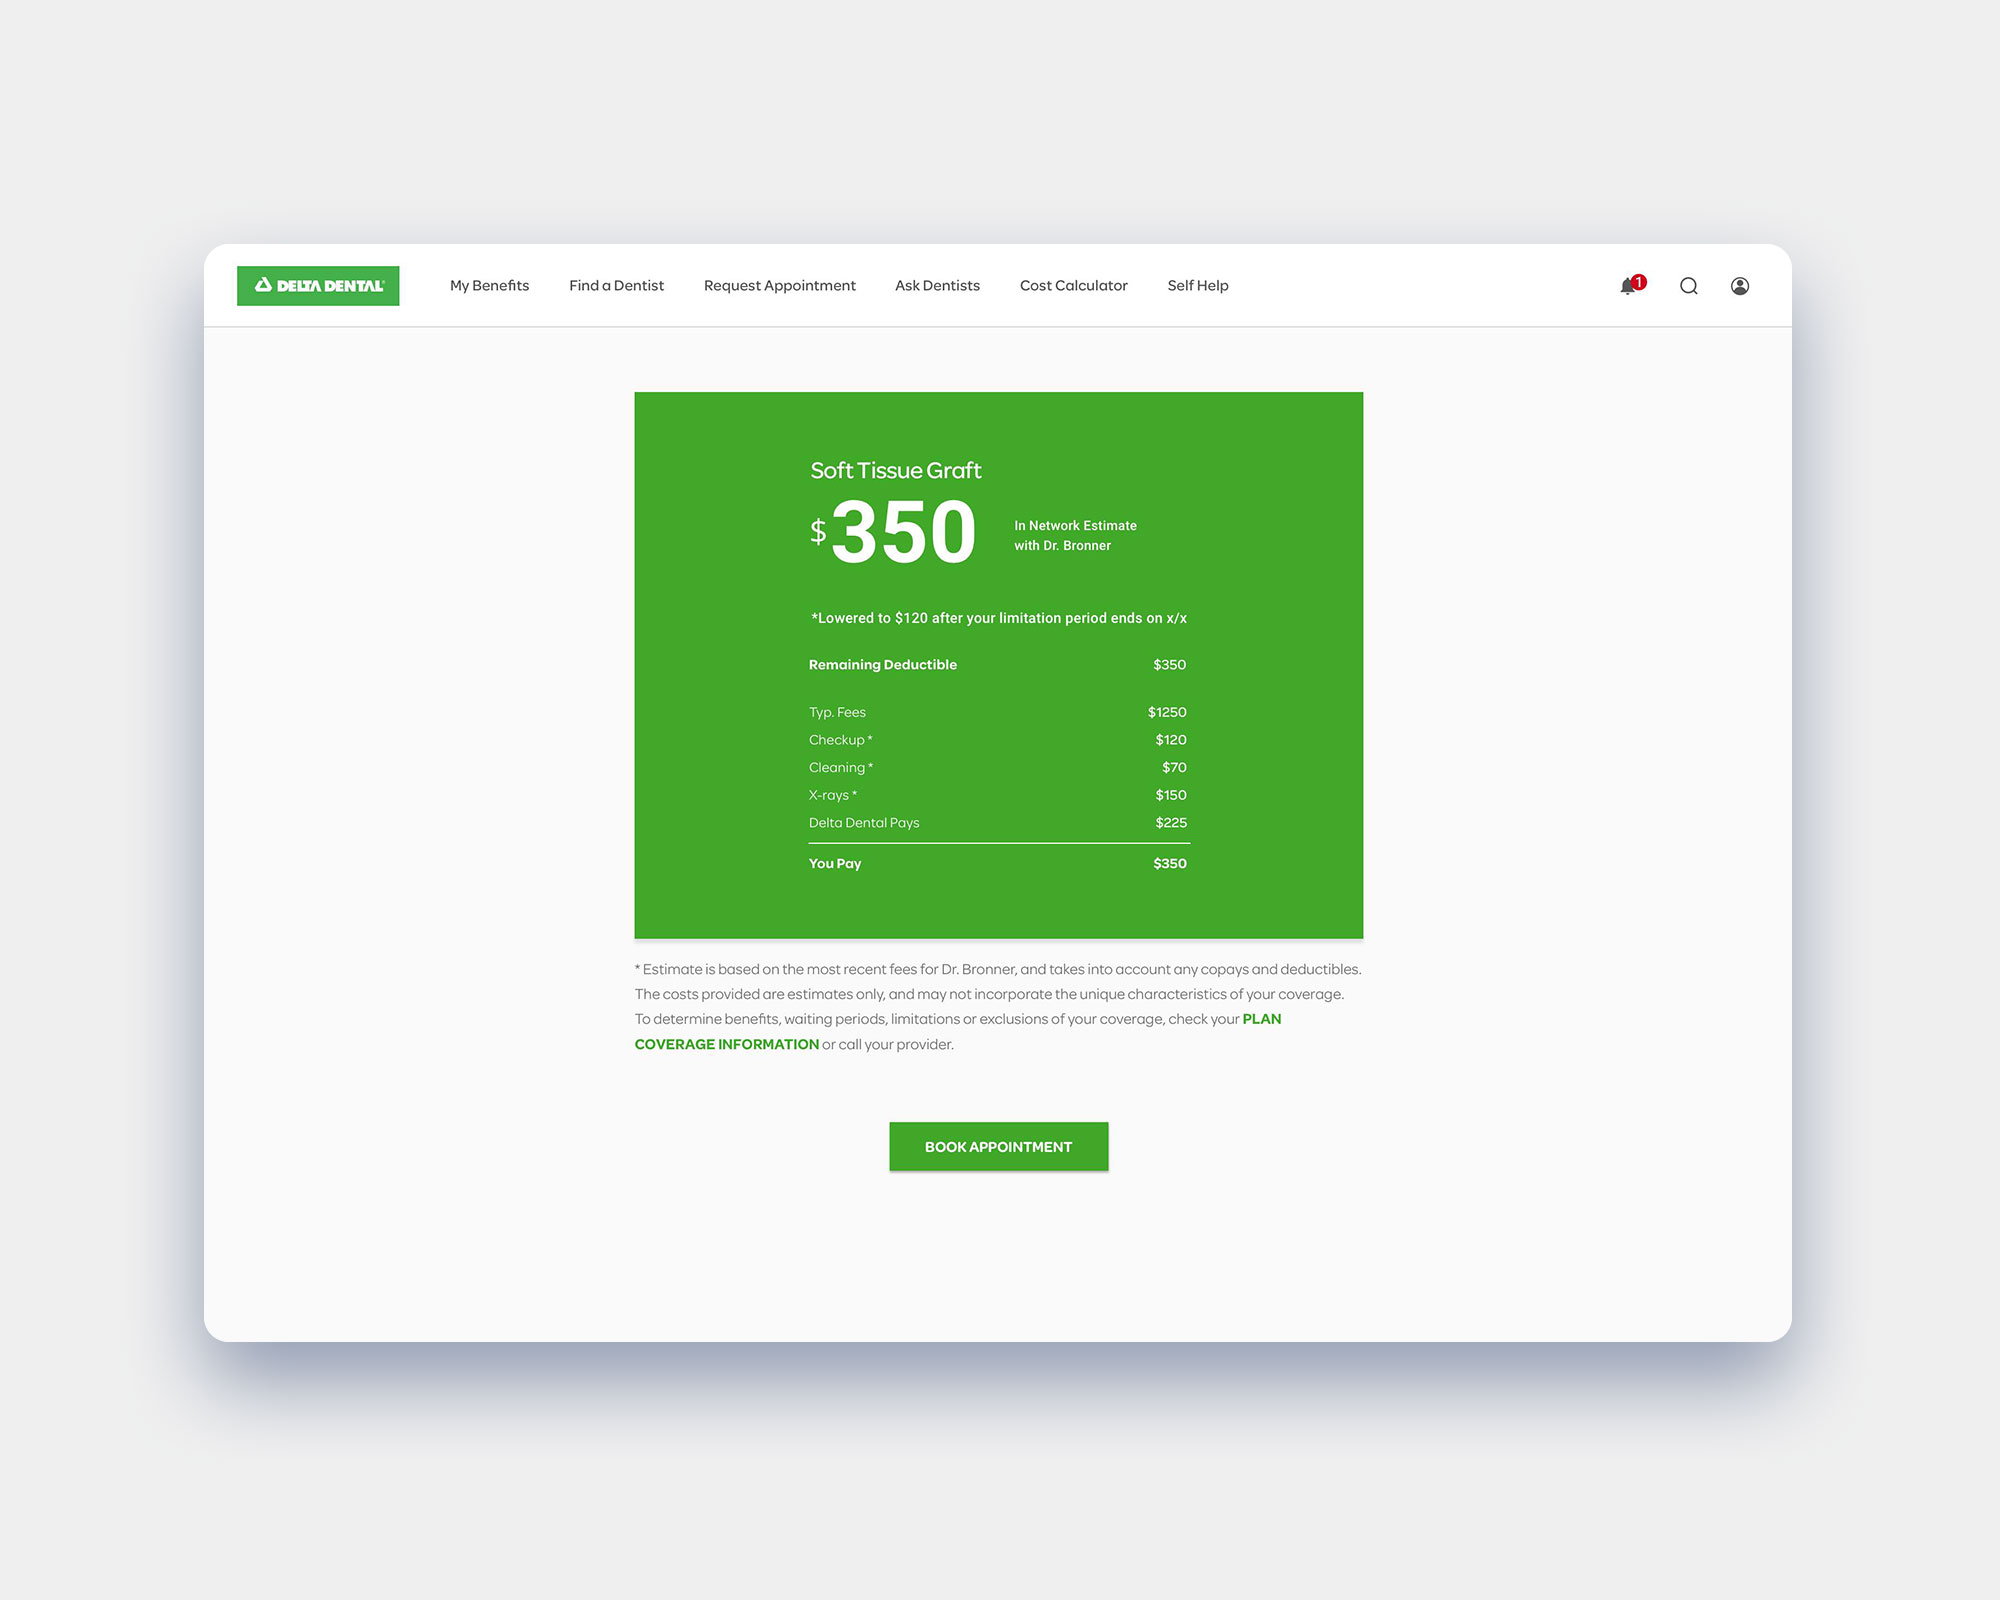 DELTA DENTAL
My Benefits
Find a Dentist
Request Appointment
Ask Dentists
Cost Calculator
Self Help
1
Soft Tissue Graft
$350
In Network Estimate
with Dr. Bronner
*Lowered to $120 after your limitation period ends on x/x
Remaining Deductible $350
Typ. Fees $1250
Checkup * $120
Cleaning * $70
X-rays * $150
Delta Dental Pays $225
You Pay $350
* Estimate is based on the most recent fees for Dr. Bronner, and takes into account any copays and deductibles.
The costs provided are estimates only, and may not incorporate the unique characteristics of your coverage.
To determine benefits, waiting periods, limitations or exclusions of your coverage, check your PLAN
COVERAGE INFORMATION or call your provider.
BOOK APPOINTMENT